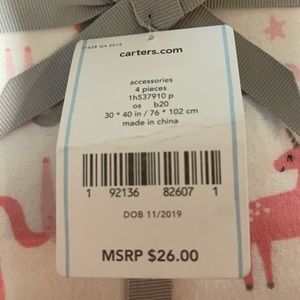 carters.com
accessories
4 pieces
1h537910 p
os b20
30 * 40 in / 76 * 102 cm
made in china
1 92136 82607 1
DOB 11/2019
MSRP $26.00